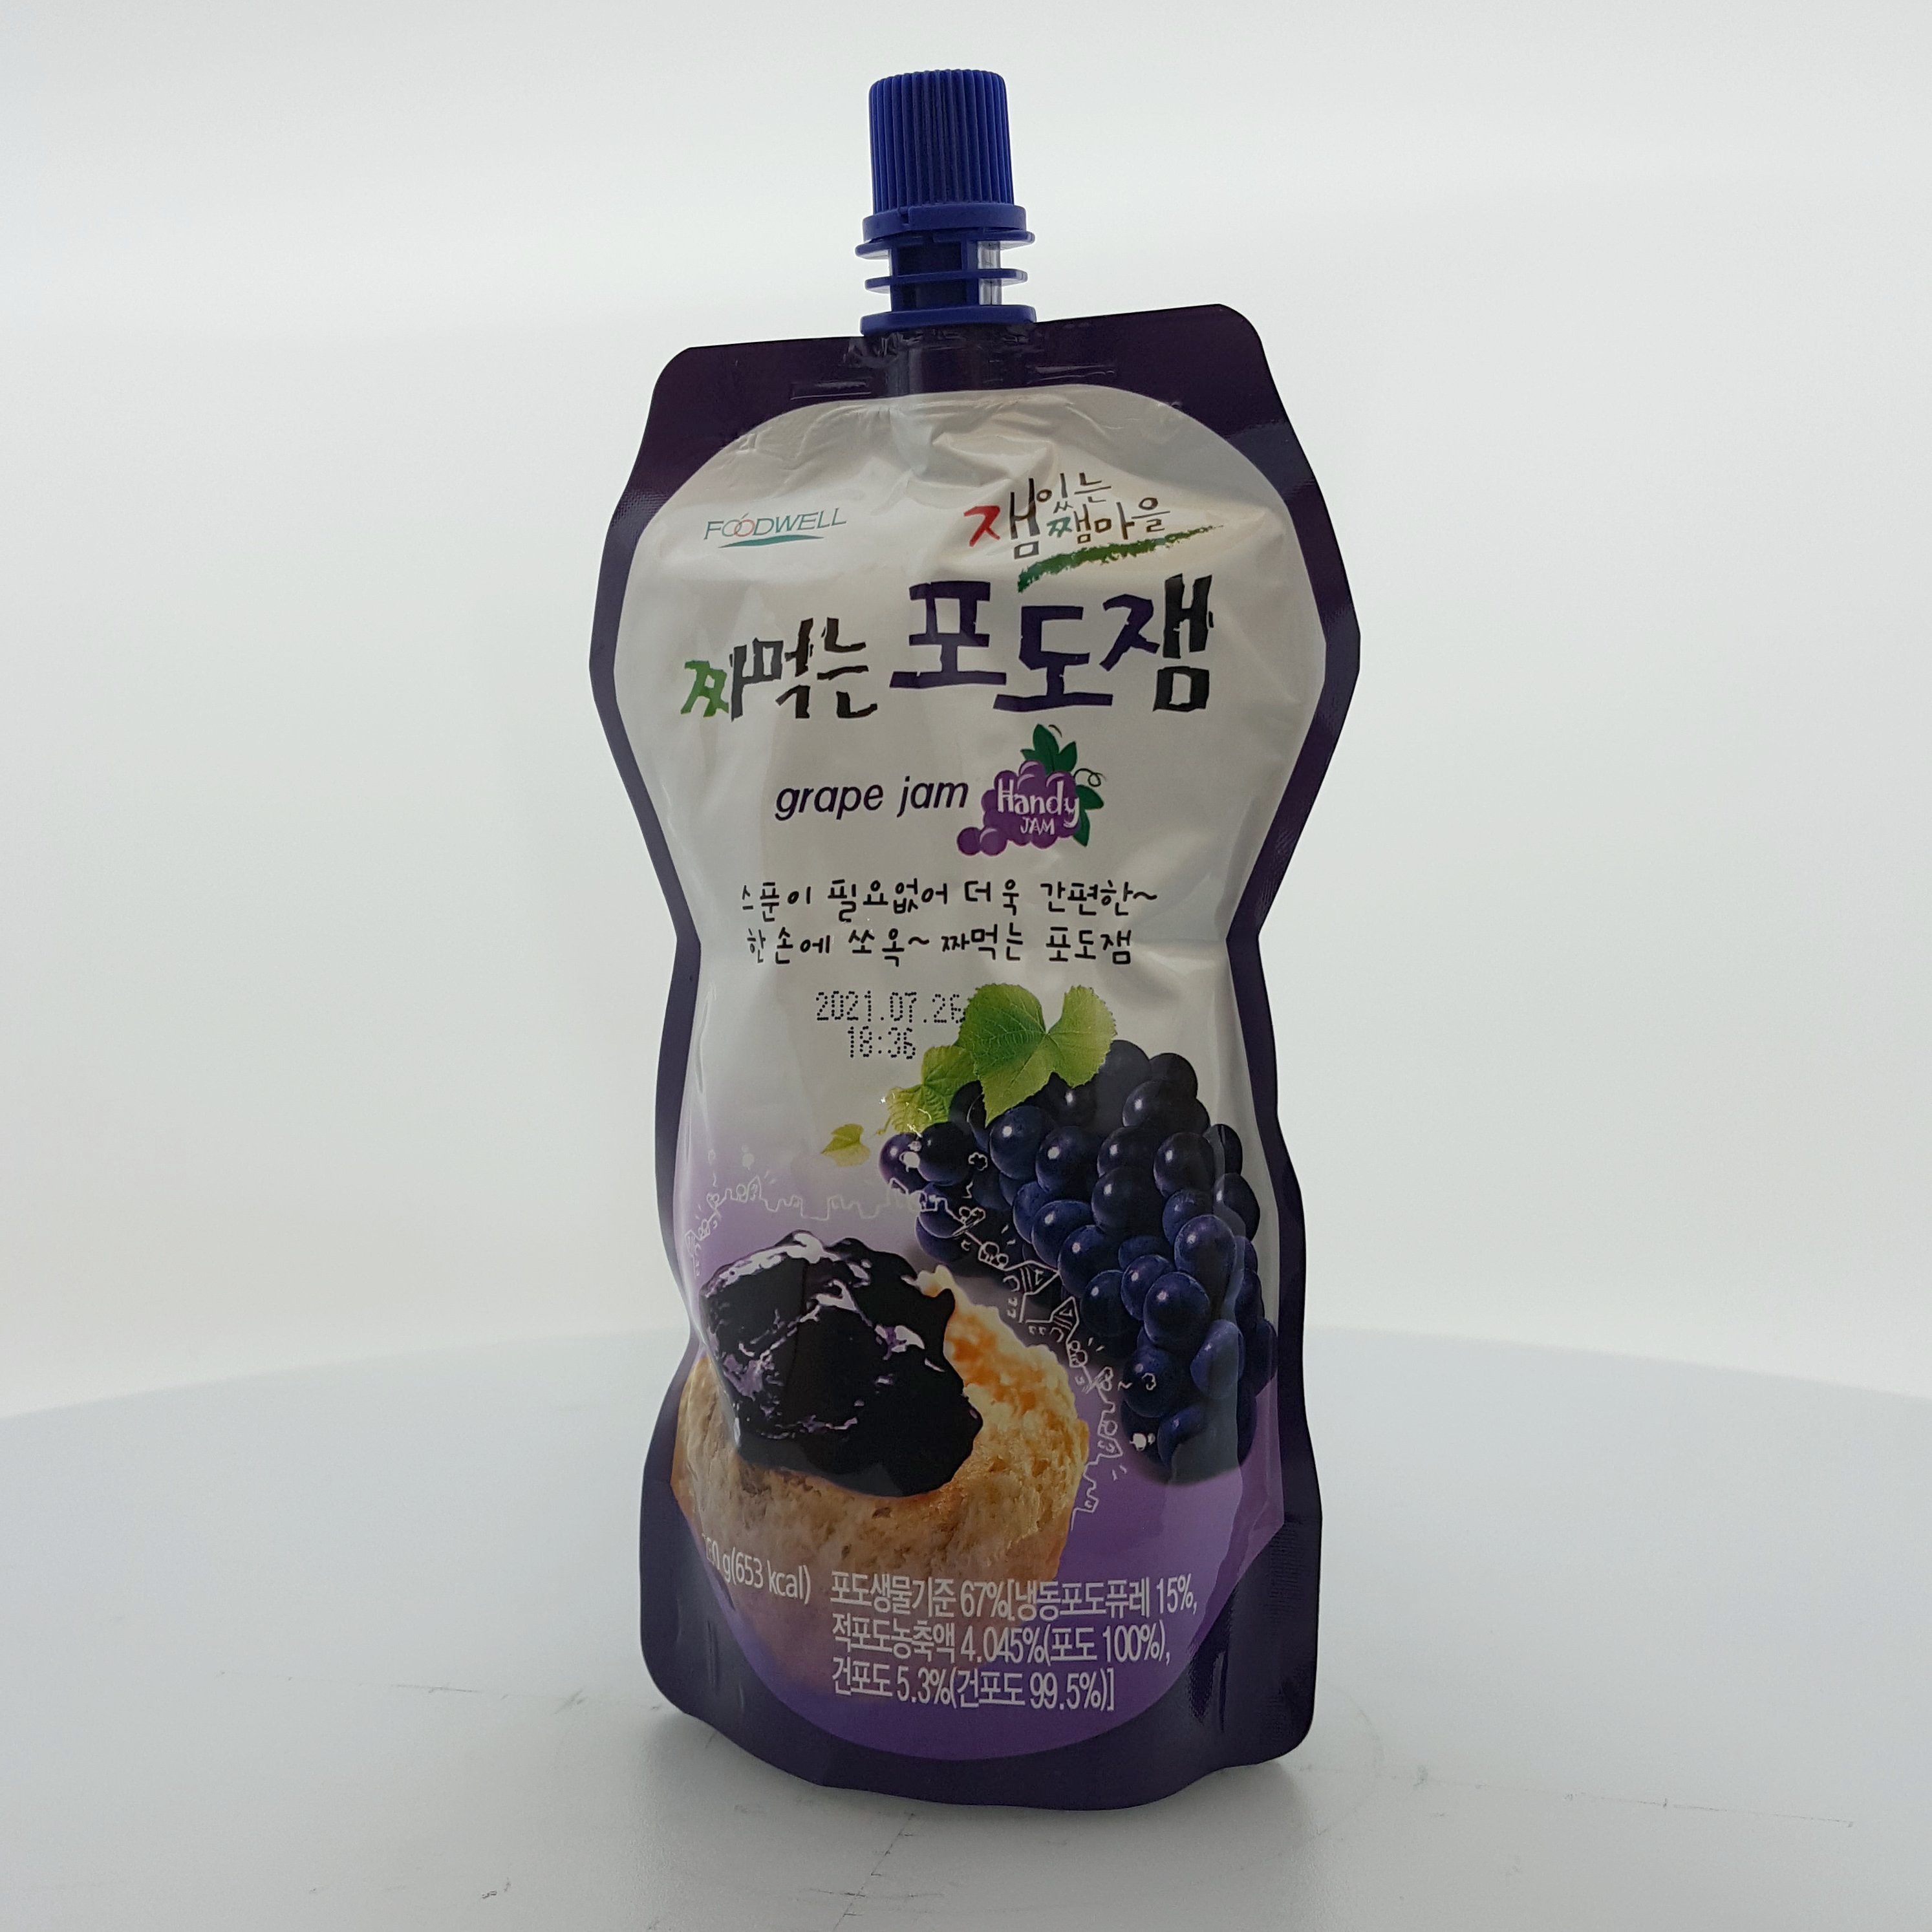 FOODWELL
잼있는
쨈마을
짜먹는 포도잼
grape jam
Handy
JAM
스푼이 필요없어 더욱 간편한~
한손에 쏘옥~ 짜먹는 포도잼
2021.07.26
18:36
g(653 kcal)
포도생물기준 67%[냉동포도퓨레 15%,
적포도농축액 4.045%(포도 100%),
건포도 5.3%(건포도 99.5%)]